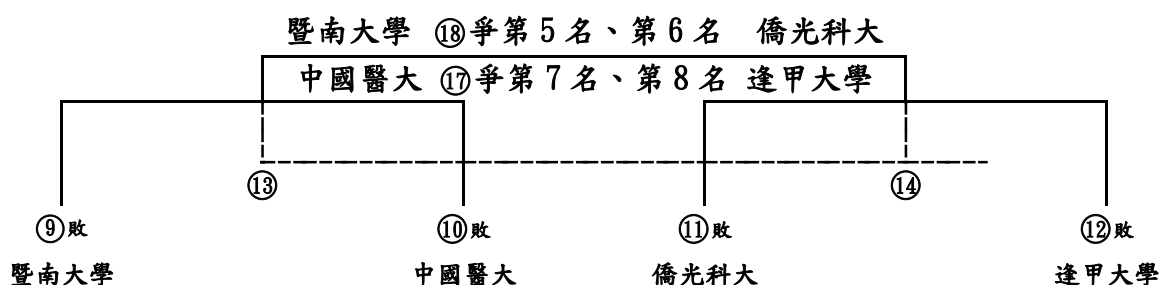 暨南大學 ⑱爭第5名、第6名 僑光科大
中國醫大 ⑰爭第7名、第8名 逢甲大學
⑬ ⑭
⑨敗 ⑩敗 ⑪敗 ⑫敗
暨南大學 中國醫大 僑光科大 逢甲大學